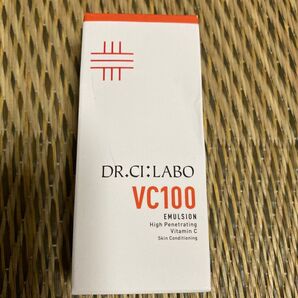 DR.CI:LABO
VC100
EMULSION
High Penetrating
Vitamin C
Skin Conditioning